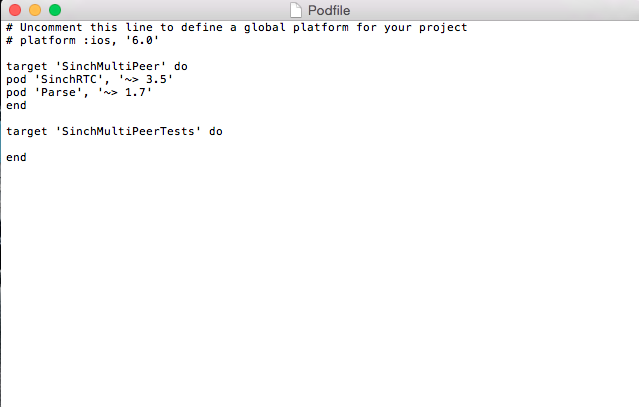 Podfile
# Uncomment this line to define a global platform for your project
# platform :ios, '6.0'
target 'SinchMultiPeer' do
pod 'SinchRTC', '~> 3.5'
pod 'Parse', '~> 1.7'
end
target 'SinchMultiPeerTests' do
end